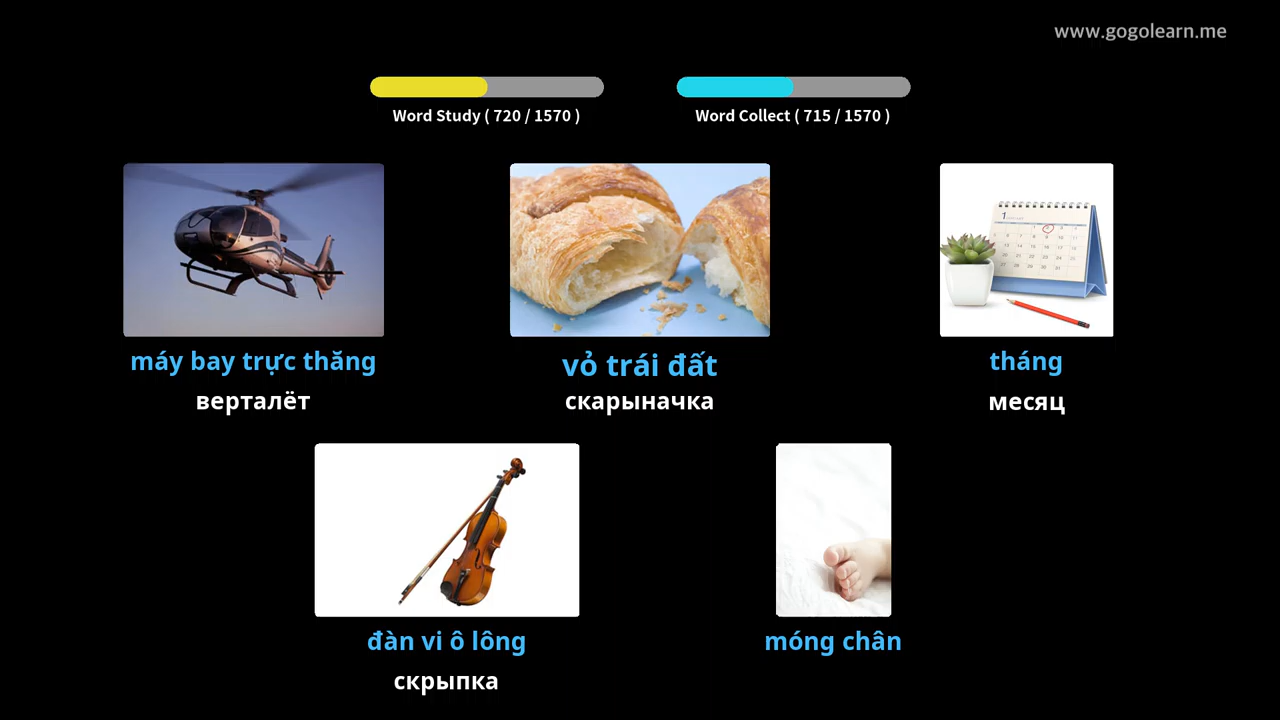 www.gogolearn.me
Word Study ( 720 / 1570 )
Word Collect ( 715 / 1570 )
máy bay trực thăng
vỏ trái đất
tháng
верталёт
скарыначка
месяц
đàn vi ô lông
móng chân
скрыпка